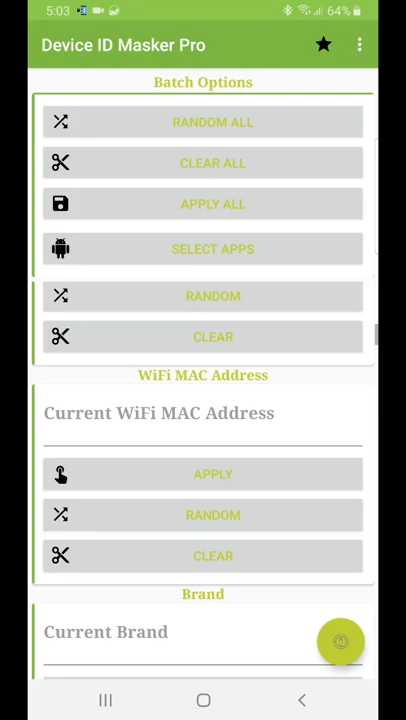 5:03 64%
Device ID Masker Pro
Batch Options
RANDOM ALL
CLEAR ALL
APPLY ALL
SELECT APPS
RANDOM
CLEAR
WiFi MAC Address
Current WiFi MAC Address
APPLY
RANDOM
CLEAR
Brand
Current Brand